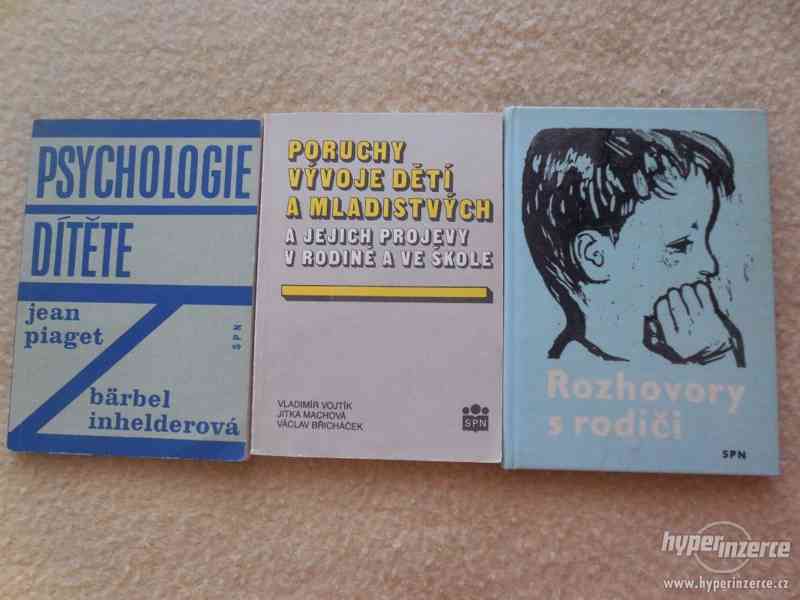 PSYCHOLOGIE
DÍTĚTE
jean
piaget
SPN
bärbel
inhelderová
PORUCHY
VÝVOJE DĚTÍ
A MLADISTVÝCH
A JEJICH PROJEVY
V RODINĚ A VE ŠKOLE
VLADIMÍR VOJTÍK
JITKA MACHOVÁ
VÁCLAV BŘICHÁČEK
SPN
Rozhovory
s rodiči
SPN
hyperinzerce
www.hyperinzerce.cz